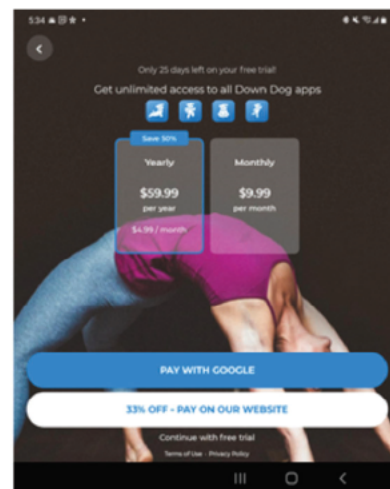 5:34
Only 25 days left on your free trial!
Get unlimited access to all Down Dog apps
Save 50%
Yearly
$59.99
per year
$4.99 / month
Monthly
$9.99
per month
PAY WITH GOOGLE
33% OFF - PAY ON OUR WEBSITE
Continue with free trial
Terms of Use - Privacy Policy